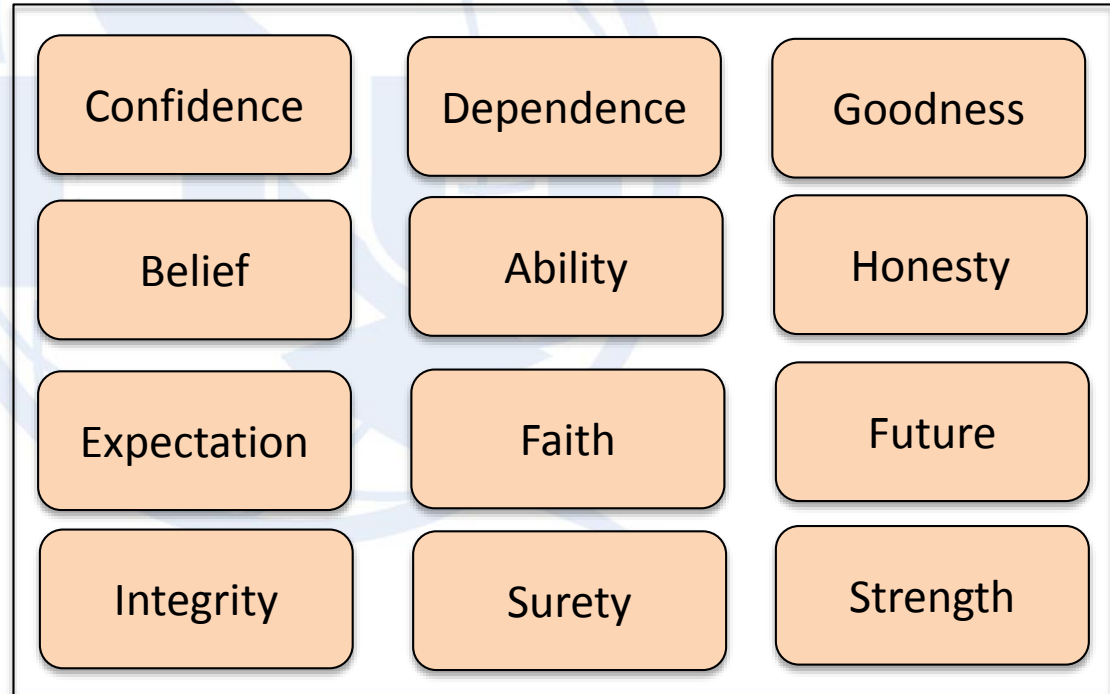 Confidence
Dependence
Goodness
Belief
Ability
Honesty
Expectation
Faith
Future
Integrity
Surety
Strength